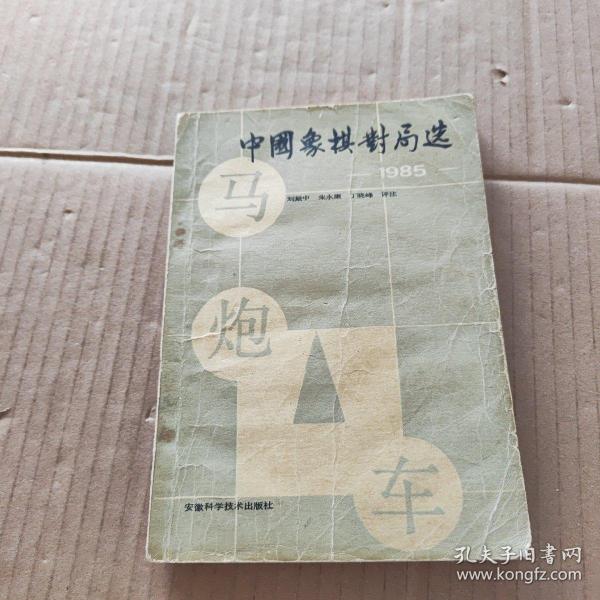 中國象棋對局选
1985
刘殿中 朱永康 丁晓峰 评注
马
炮
车
安徽科学技术出版社
孔夫子旧書网
www.kongfz.com